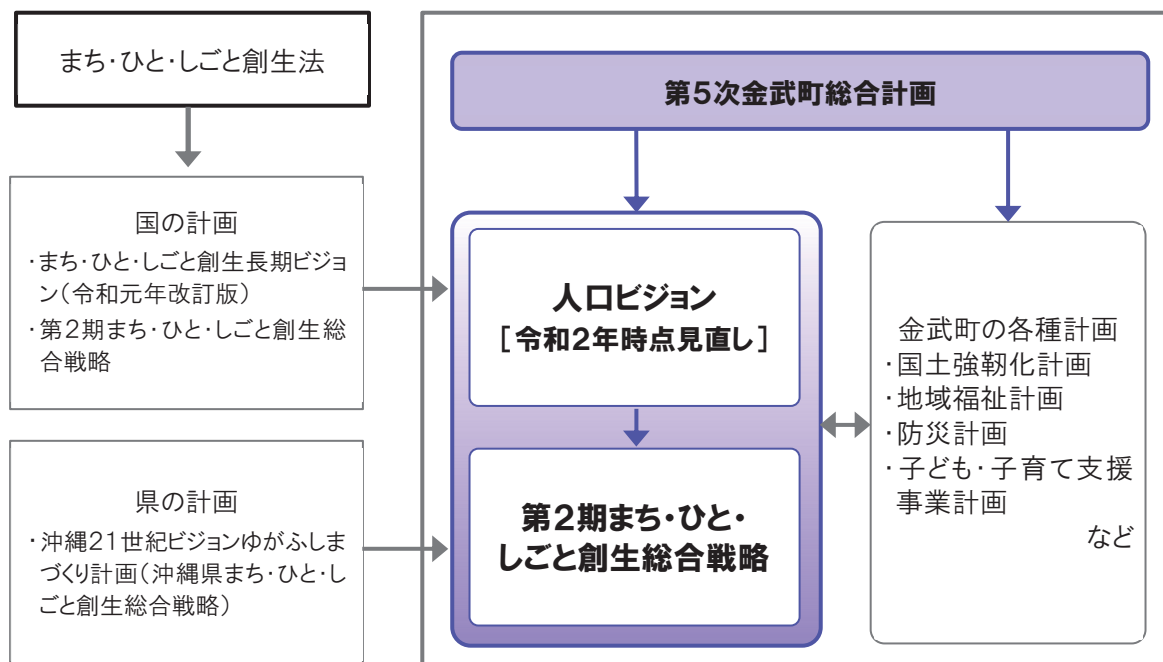 まち・ひと・しごと創生法
国の計画
・まち・ひと・しごと創生長期ビジョ
ン(令和元年改訂版)
・第2期まち・ひと・しごと創生総
合戦略
県の計画
・沖縄21世紀ビジョンゆがふしま
づくり計画(沖縄県まち・ひと・し
ごと創生総合戦略)
第5次金武町総合計画
人口ビジョン
[令和2年時点見直し]
第2期まち・ひと・
しごと創生総合戦略
金武町の各種計画
・国土強靭化計画
・地域福祉計画
・防災計画
・子ども・子育て支援
事業計画
など